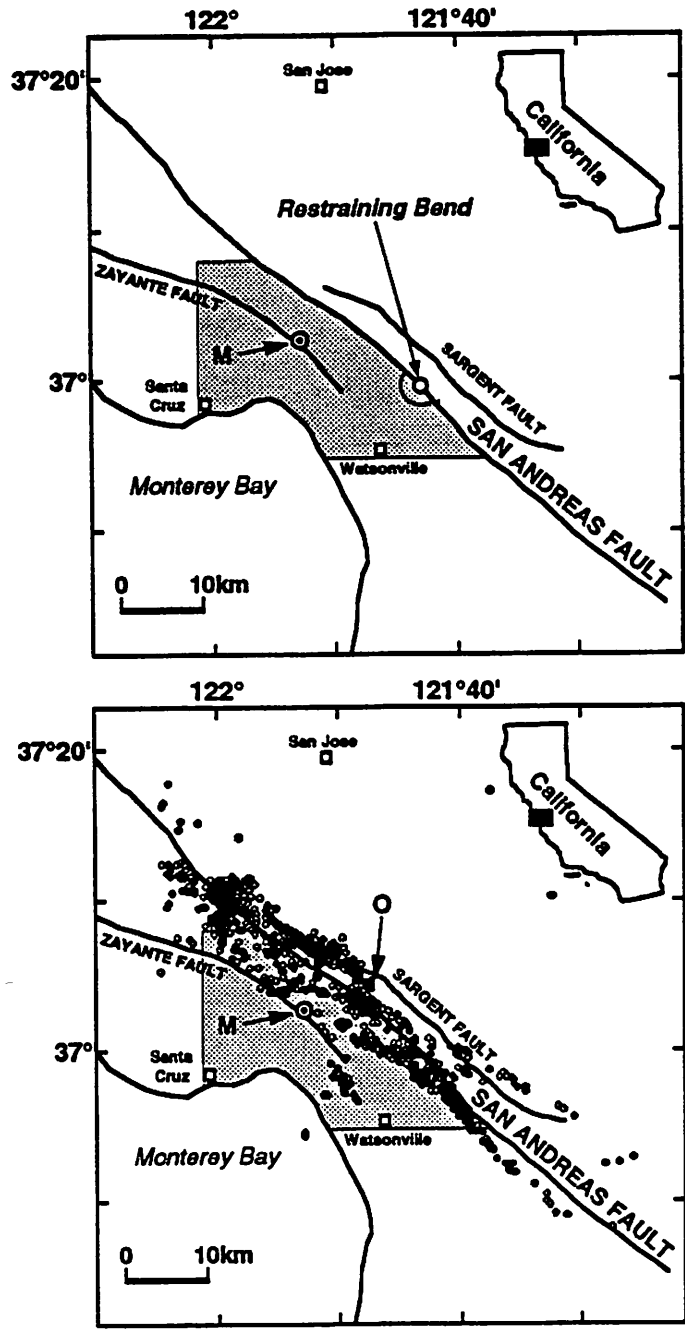 122°
121°40'
37°20'
San Jose
California
Restraining Bend
ZAYANTE FAULT
M
SARGENT FAULT
37°
Santa
Cruz
SAN ANDREAS FAULT
Watsonville
Monterey Bay
0
10km
122°
121°40'
37°20'
San Jose
California
O
ZAYANTE FAULT
SARGENT FAULT
M
37°
Santa
Cruz
SAN ANDREAS FAULT
Watsonville
Monterey Bay
0
10km